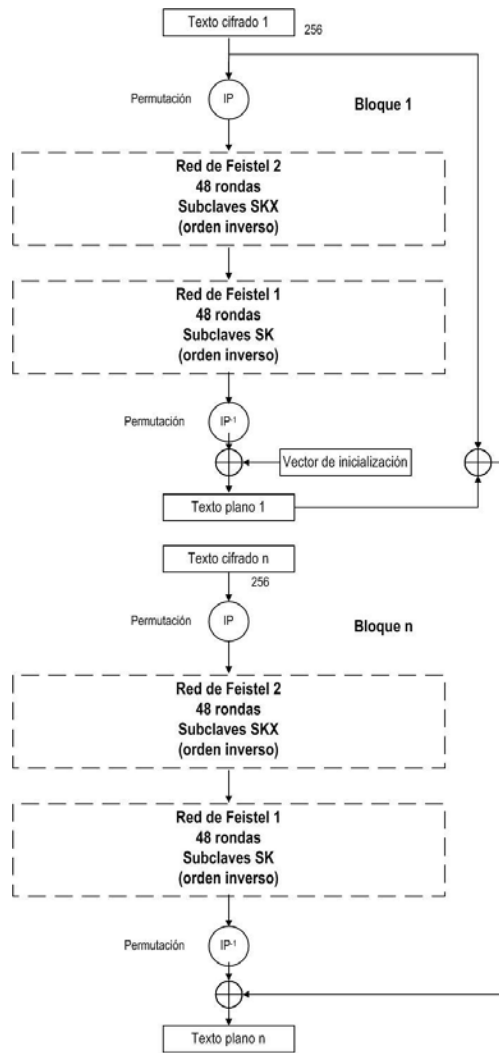 Texto cifrado 1
256
Permutación
IP
Bloque 1
Red de Feistel 2
48 rondas
Subclaves SKX
(orden inverso)
Red de Feistel 1
48 rondas
Subclaves SK
(orden inverso)
Permutación
IP-1
Vector de inicialización
Texto plano 1
Texto cifrado n
256
Permutación
IP
Bloque n
Red de Feistel 2
48 rondas
Subclaves SKX
(orden inverso)
Red de Feistel 1
48 rondas
Subclaves SK
(orden inverso)
Permutación
IP-1
Texto plano n